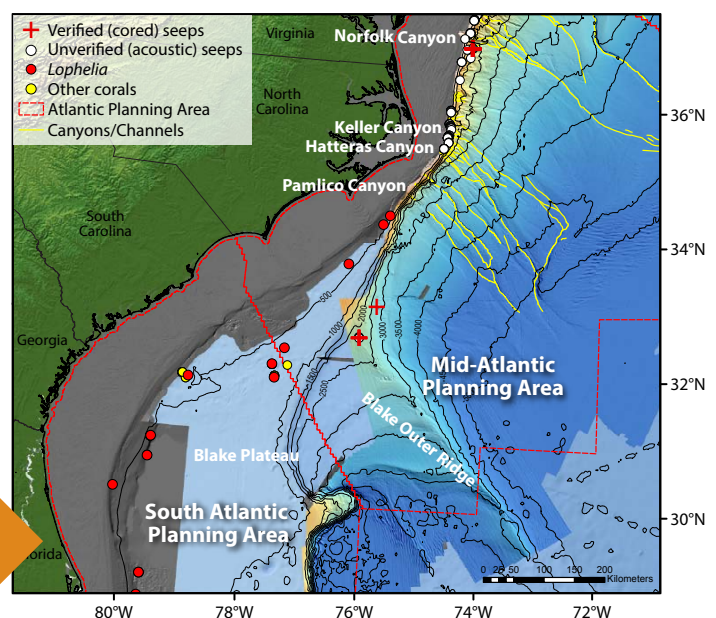 Verified (cored) seeps
Unverified (acoustic) seeps
Lophelia
Other corals
Atlantic Planning Area
Canyons/Channels
Virginia
Norfolk Canyon
North
Carolina
Keller Canyon
Hatteras Canyon
Pamlico Canyon
South
Carolina
Georgia
500
1000
2000
3000
3500
4000
1500
2500
Mid-Atlantic
Planning Area
Blake Outer Ridge
Blake Plateau
South Atlantic
Planning Area
orida
36°N
34°N
32°N
30°N
0 25 50 100 150 200
Kilometers
80°W 78°W 76°W 74°W 72°W